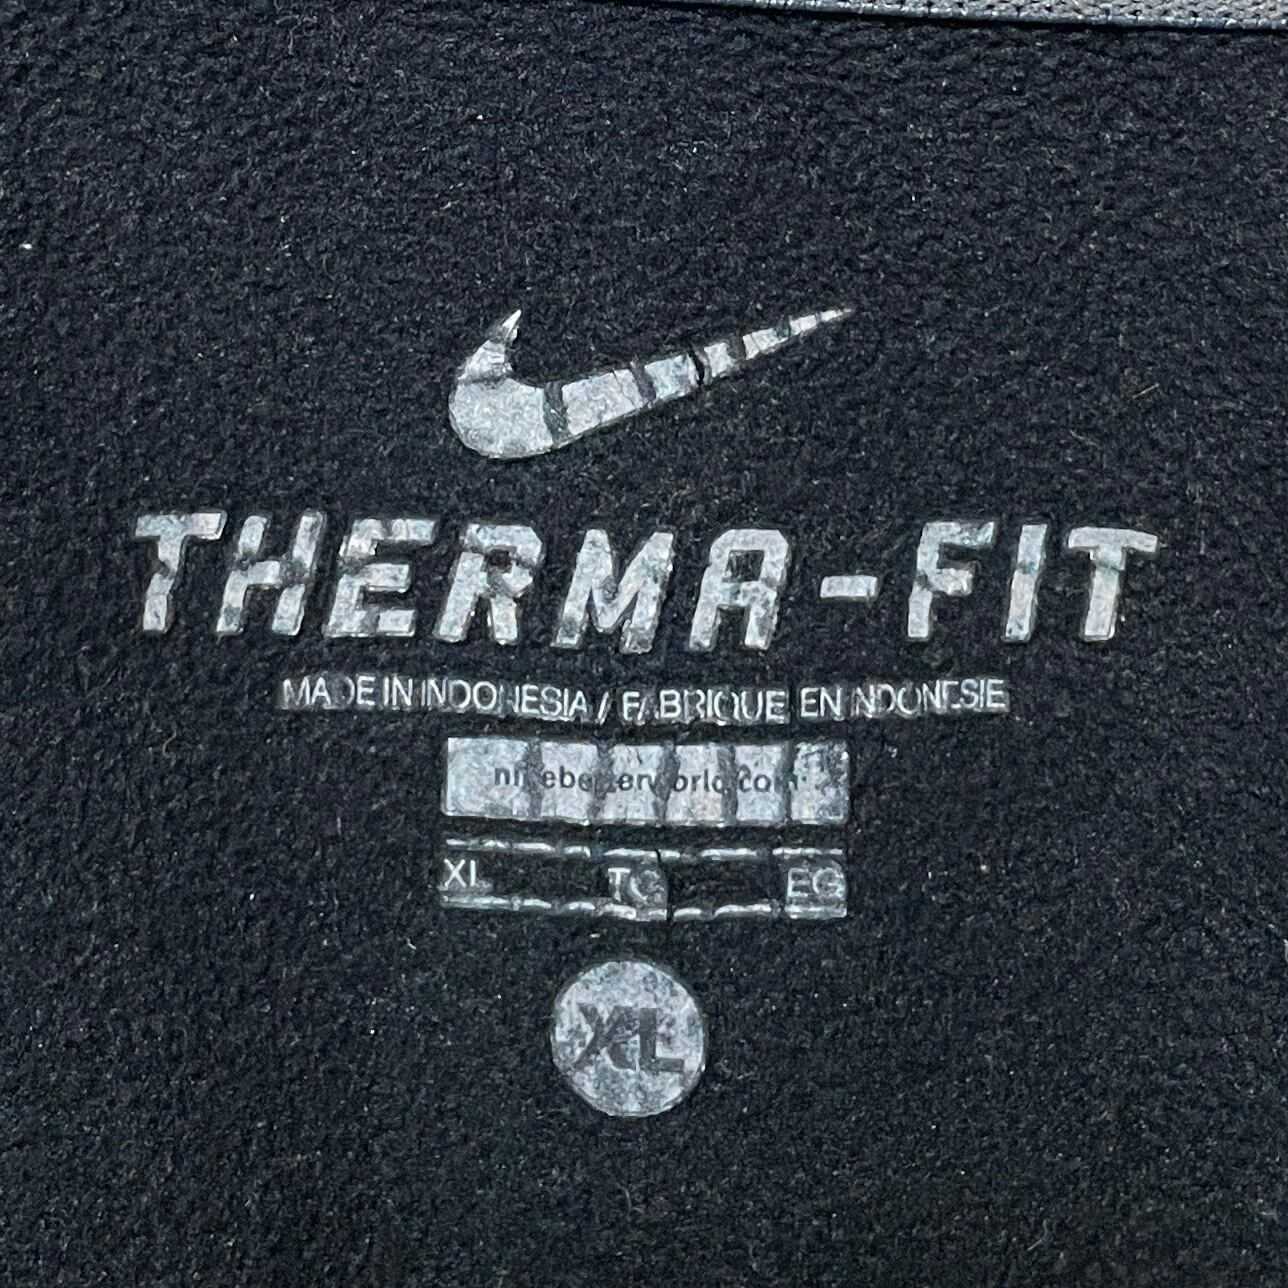 THERMA-FIT
MADE IN INDONESIA / FABRIQUE EN INDONESIE
nikebetterworld.com
XL TG EG
XL